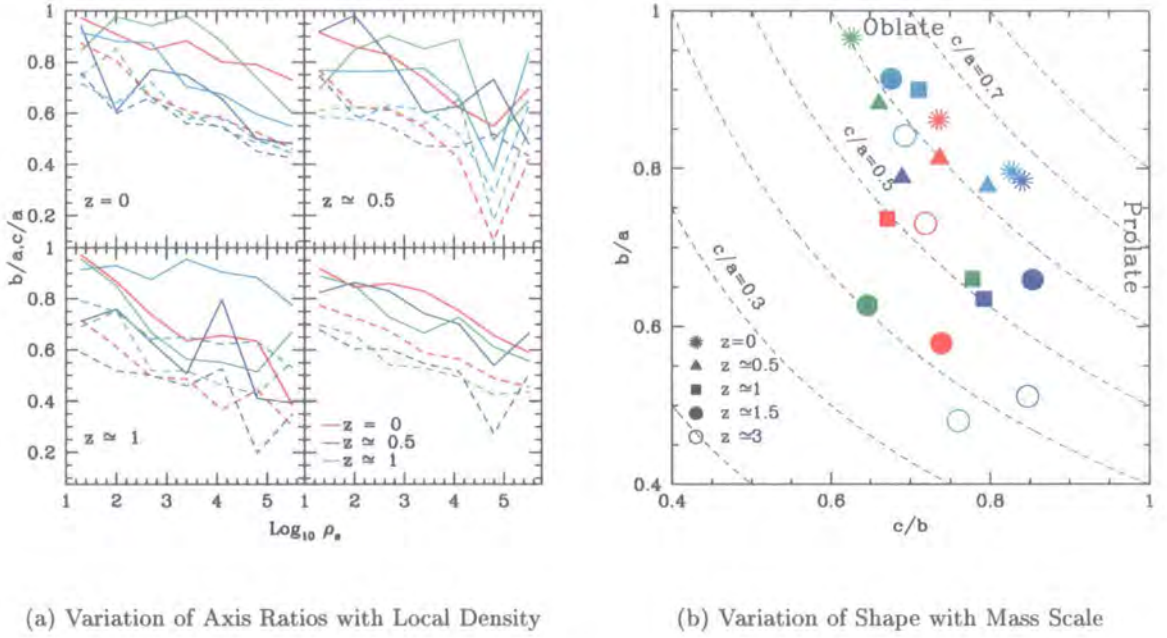 1
0.8
0.6
0.4
0.2
z = 0
z ≃ 0.5
b/a,c/a
1
0.8
0.6
0.4
0.2
z ≃ 1
z = 0
z ≃ 0.5
z ≃ 1
1 2 3 4 5 1 2 3 4 5
Log₁₀ ρₛ
(a) Variation of Axis Ratios with Local Density
b/a
1
0.8
0.6
0.4
Oblate
Prolate
c/a=0.7
c/a=0.5
c/a=0.3
z=0
z ≃0.5
z ≃1
z ≃1.5
z ≃3
0.4 0.6 0.8 1
c/b
(b) Variation of Shape with Mass Scale